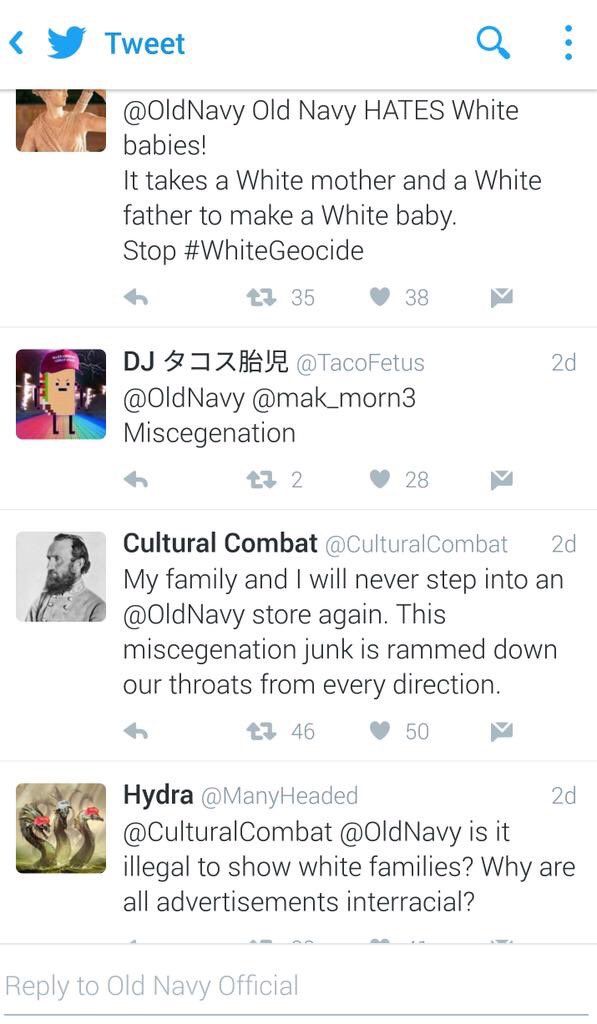 Tweet
@OldNavy Old Navy HATES White
babies!
It takes a White mother and a White
father to make a White baby.
Stop #WhiteGeocide
35 38
DJ タコス胎児 @TacoFetus 2d
@OldNavy @mak_morn3
Miscegenation
2 28
Cultural Combat @CulturalCombat 2d
My family and I will never step into an
@OldNavy store again. This
miscegenation junk is rammed down
our throats from every direction.
46 50
Hydra @ManyHeaded 2d
@CulturalCombat @OldNavy is it
illegal to show white families? Why are
all advertisements interracial?
Reply to Old Navy Official